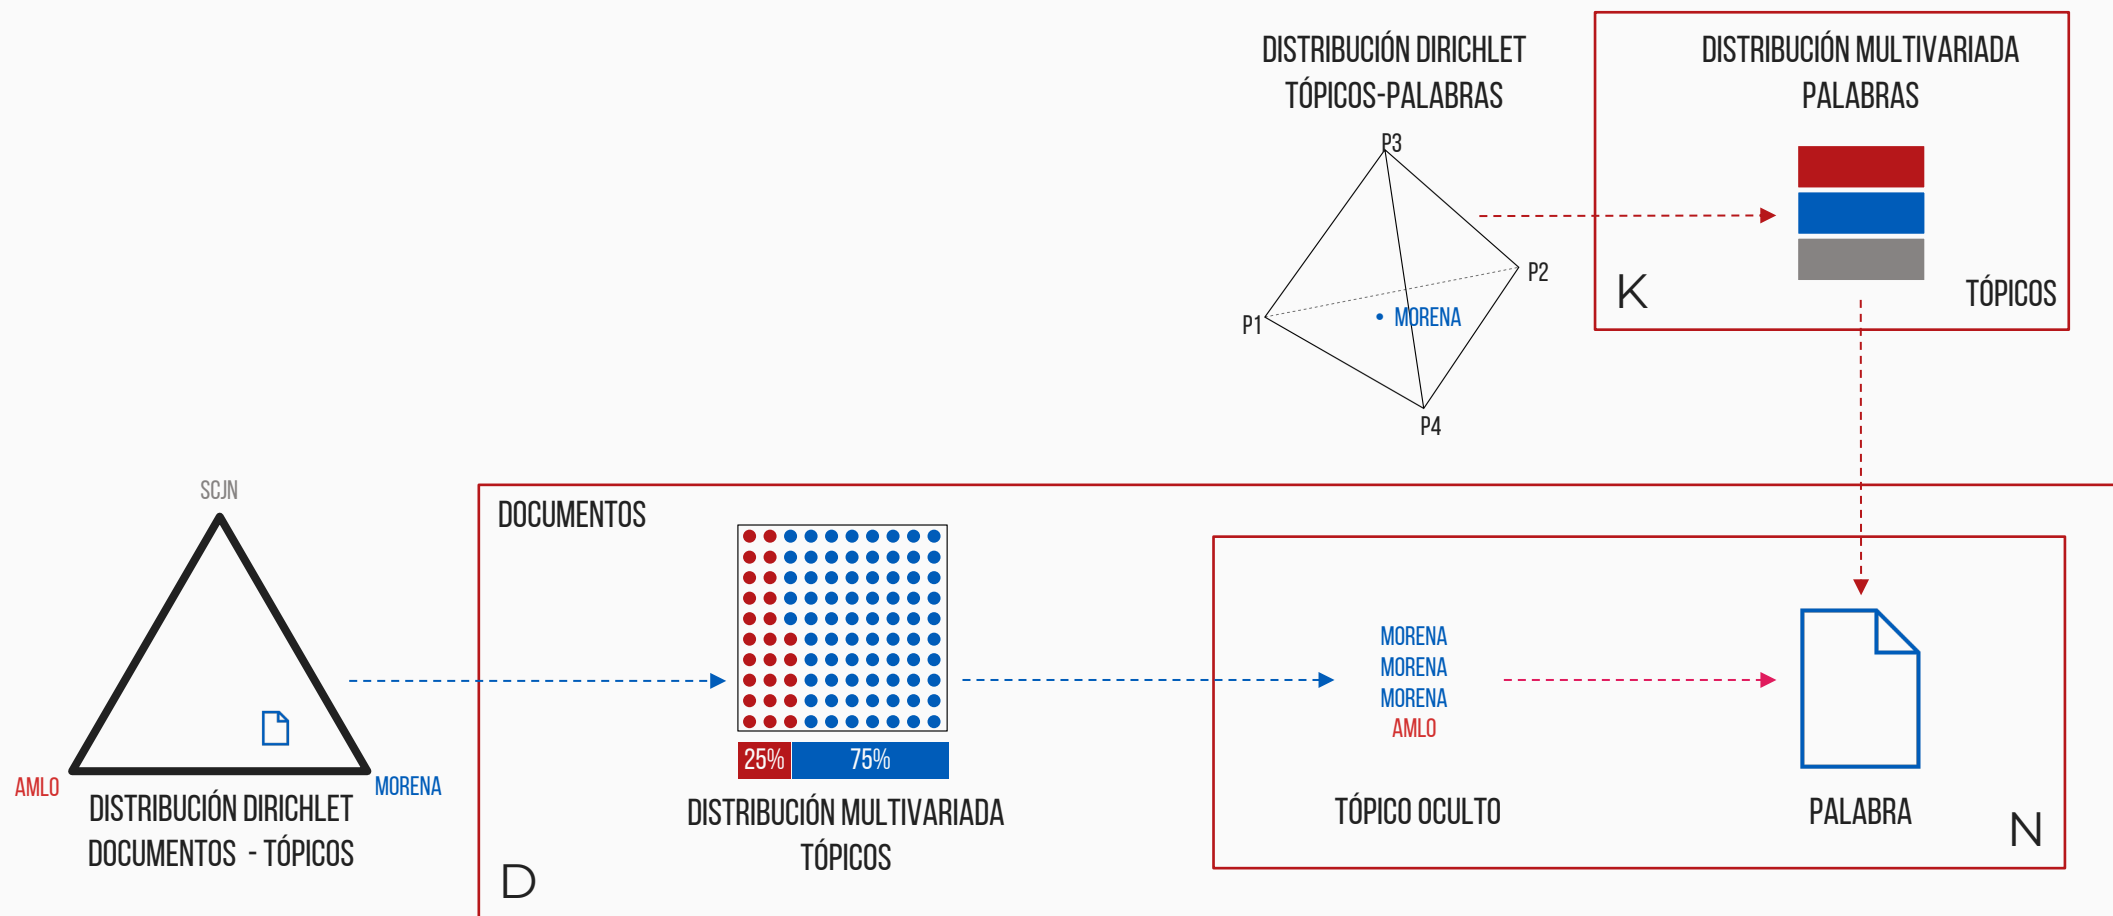 DISTRIBUCIÓN DIRICHLET
TÓPICOS-PALABRAS
P3
P2
P1
MORENA
P4
DISTRIBUCIÓN MULTIVARIADA
PALABRAS
K
TÓPICOS
SCJN
AMLO
MORENA
DISTRIBUCIÓN DIRICHLET
DOCUMENTOS - TÓPICOS
DOCUMENTOS
25%
75%
DISTRIBUCIÓN MULTIVARIADA
TÓPICOS
D
MORENA
MORENA
MORENA
AMLO
TÓPICO OCULTO
PALABRA
N